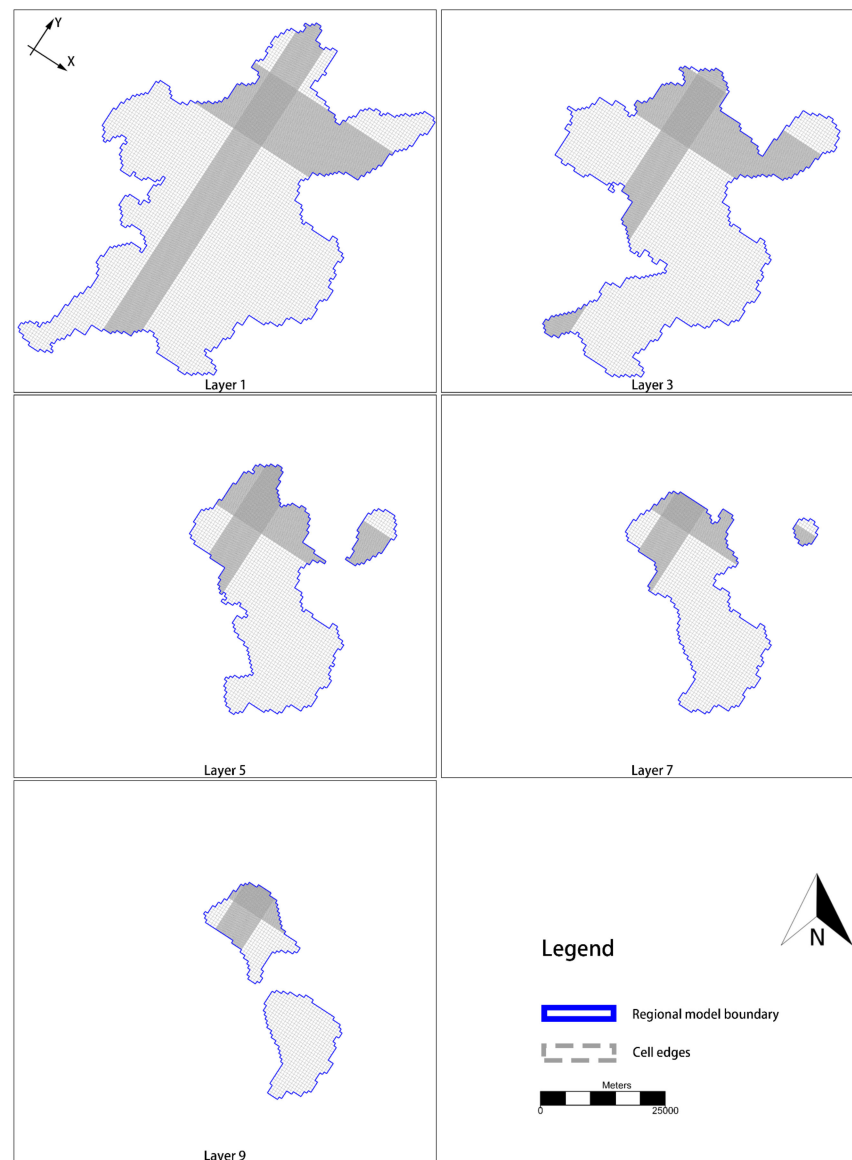 Y
X
Layer 1
Layer 3
Layer 5
Layer 7
Layer 9
N
Legend
Regional model boundary
Cell edges
Meters
0 25000